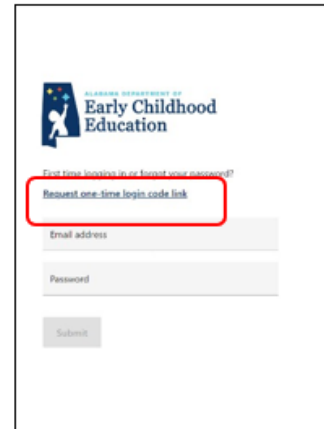 ALABAMA DEPARTMENT OF
Early Childhood
Education
First time logging in or forgot your password?
Request one-time login code link
Email address
Password
Submit